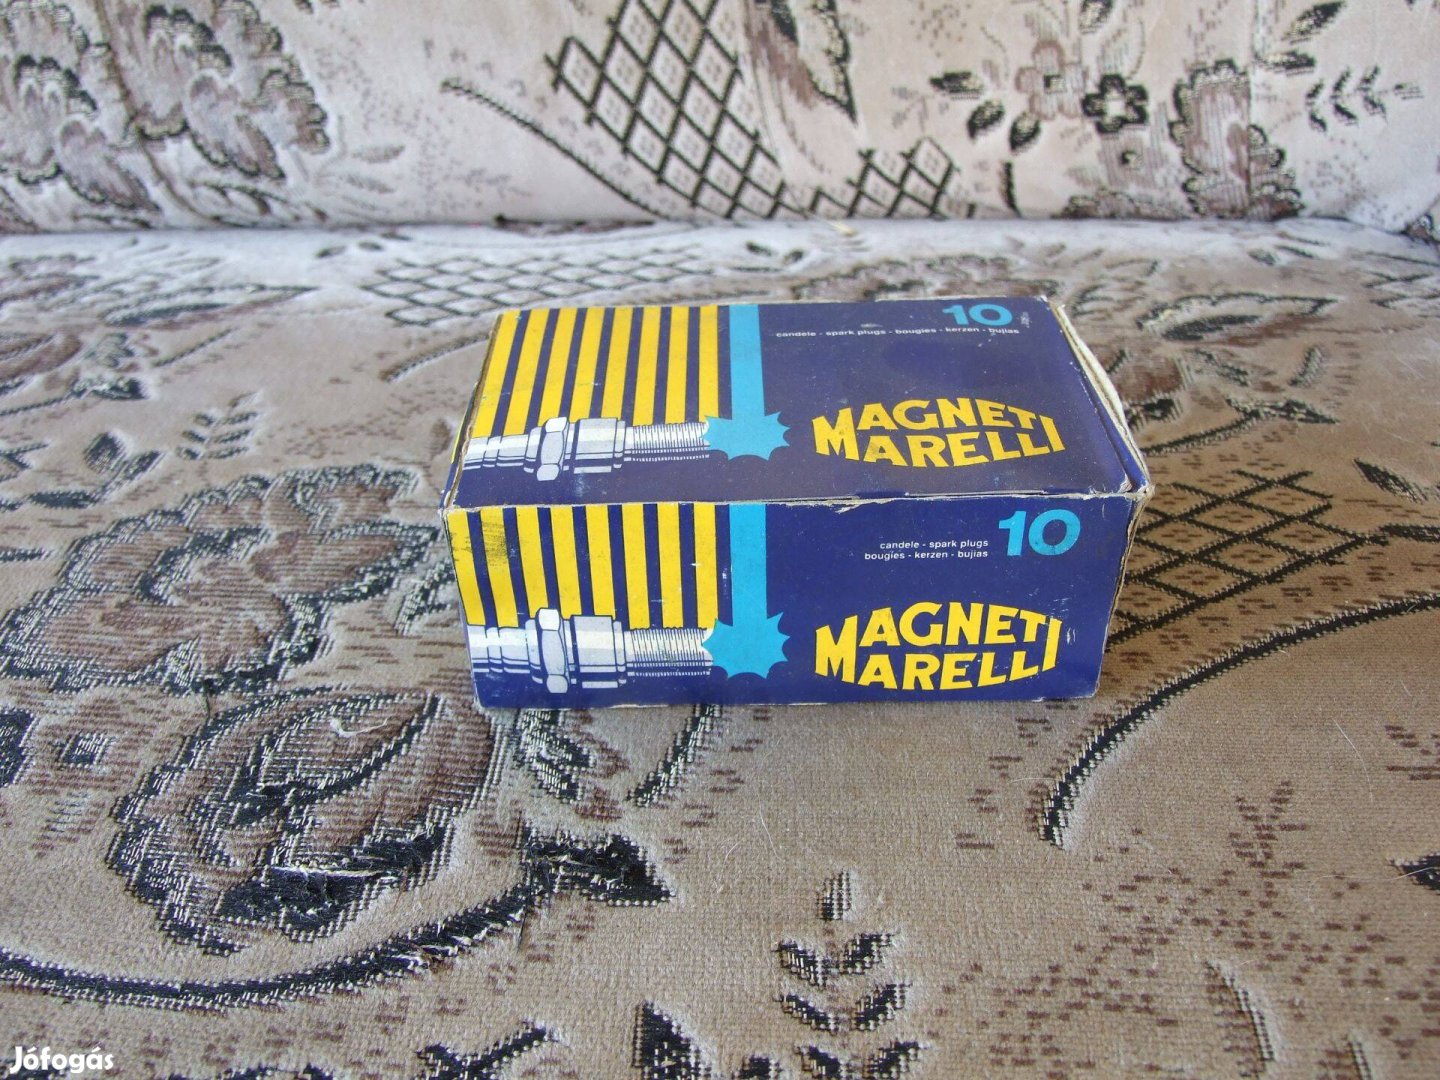 10
candele - spark plugs - bougies - kerzen - bujias
MAGNETI
MARELLI
10
candele - spark plugs
bougies - kerzen - bujias
MAGNETI
MARELLI
Jófogás